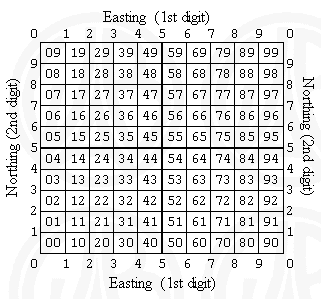 Easting (1st digit)
0 1 2 3 4 5 6 7 8 9 0
9 09 19 29 39 49 59 69 79 89 99 9
8 08 18 28 38 48 58 68 78 88 98 8
7 07 17 27 37 47 57 67 77 87 97 7
6 06 16 26 36 46 56 66 76 86 96 6
5 05 15 25 35 45 55 65 75 85 95 5
4 04 14 24 34 44 54 64 74 84 94 4
3 03 13 23 33 43 53 63 73 83 93 3
2 02 12 22 32 42 52 62 72 82 92 2
1 01 11 21 31 41 51 61 71 81 91 1
00 10 20 30 40 50 60 70 80 90
0 1 2 3 4 5 6 7 8 9 0
Easting (1st digit)
Northing (2nd digit)
Northing (2nd digit)